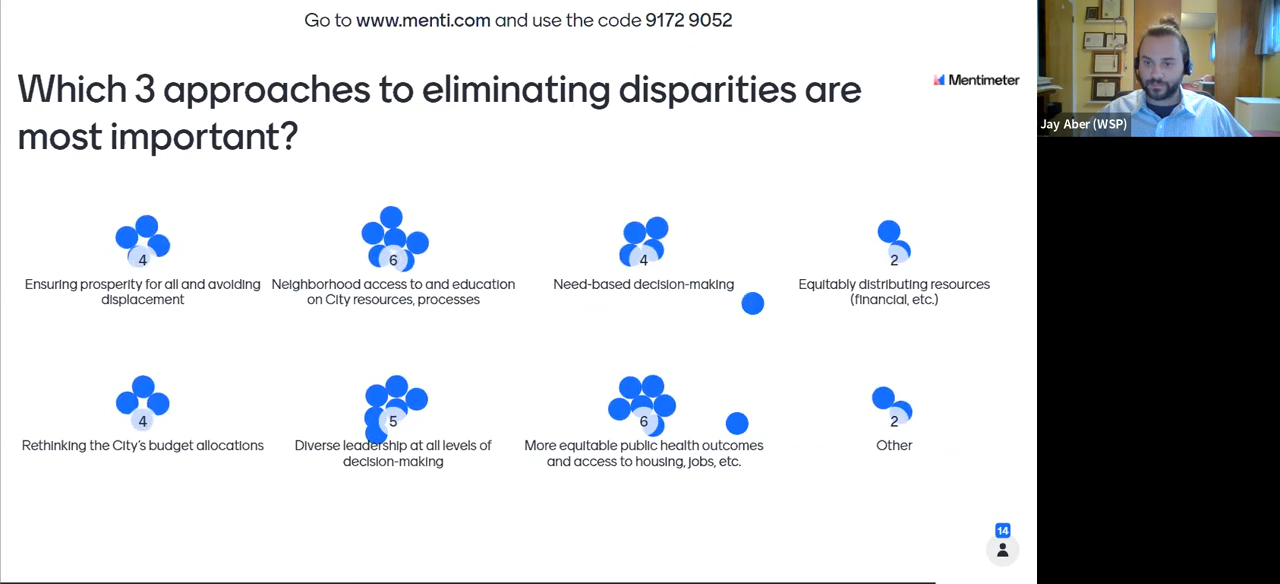 Go to www.menti.com and use the code 9172 9052
Which 3 approaches to eliminating disparities are
most important?
Mentimeter
Jay Aber (WSP)
4
6
4
2
Ensuring prosperity for all and avoiding
displacement
Neighborhood access to and education
on City resources, processes
Need-based decision-making
Equitably distributing resources
(financial, etc.)
4
5
6
2
Rethinking the City's budget allocations
Diverse leadership at all levels of
decision-making
More equitable public health outcomes
and access to housing, jobs, etc.
Other
14